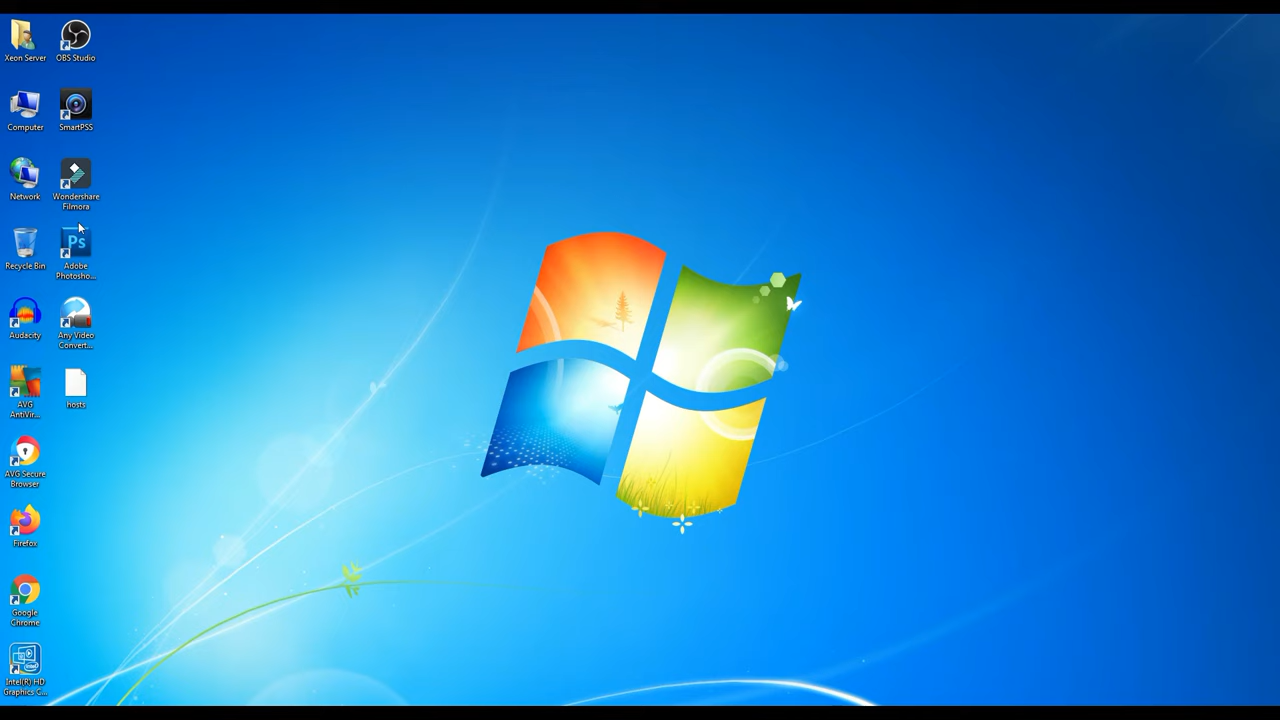 Xeon Server
OBS Studio
Computer
SmartPSS
Network
Wondershare
Filmora
Recycle Bin
Ps
Adobe
Photosho...
Audacity
Any Video
Convert...
AVG
AntiVir...
hosts
AVG Secure
Browser
Firefox
Google
Chrome
Intel(R) HD
Graphics C...